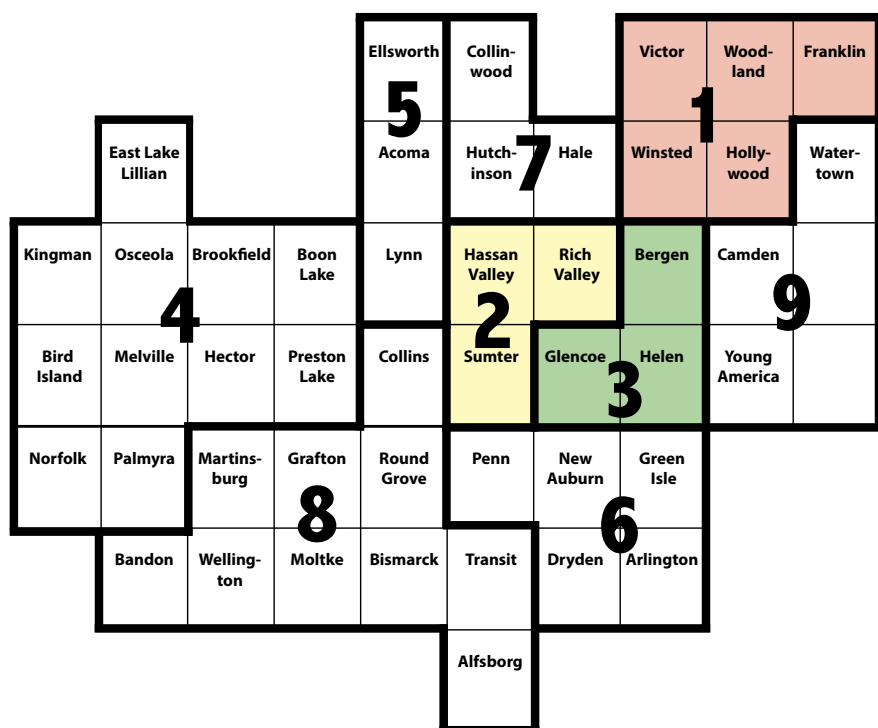 Ellsworth
Collin-
wood
Victor
Wood-
land
Franklin
5
1
East Lake
Lillian
Acoma
Hutch-
inson
7
Hale
Winsted
Holly-
wood
Water-
town
Kingman
Osceola
Brookfield
Boon
Lake
Lynn
Hassan
Valley
Rich
Valley
Bergen
Camden
4
2
9
Bird
Island
Melville
Hector
Preston
Lake
Collins
Sumter
Glencoe
Helen
Young
America
3
Norfolk
Palmyra
Martins-
burg
Grafton
Round
Grove
Penn
New
Auburn
Green
Isle
8
6
Bandon
Welling-
ton
Moltke
Bismarck
Transit
Dryden
Arlington
Alfsborg